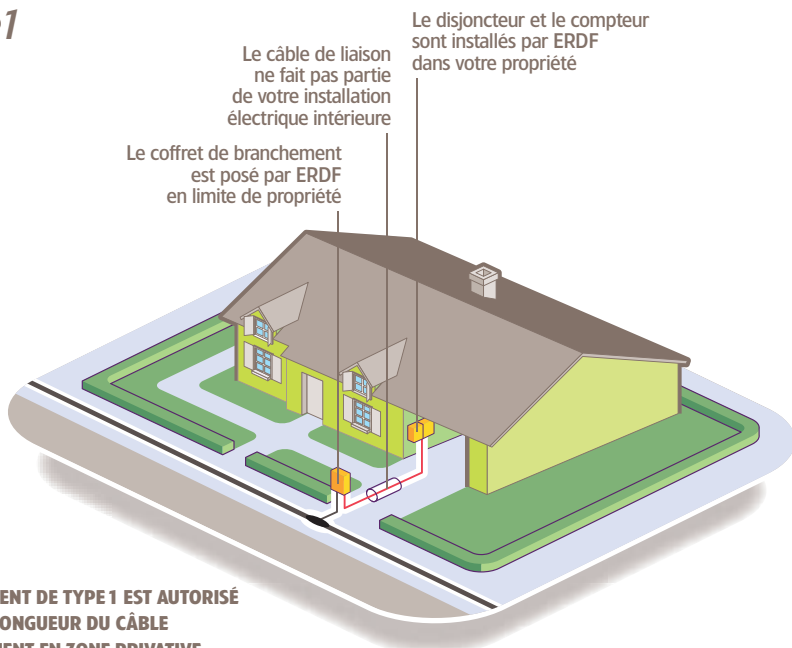 1
Le disjoncteur et le compteur
sont installés par ERDF
dans votre propriété
Le câble de liaison
ne fait pas partie
de votre installation
électrique intérieure
Le coffret de branchement
est posé par ERDF
en limite de propriété
ENT DE TYPE 1 EST AUTORISÉ
ONGUEUR DU CÂBLE